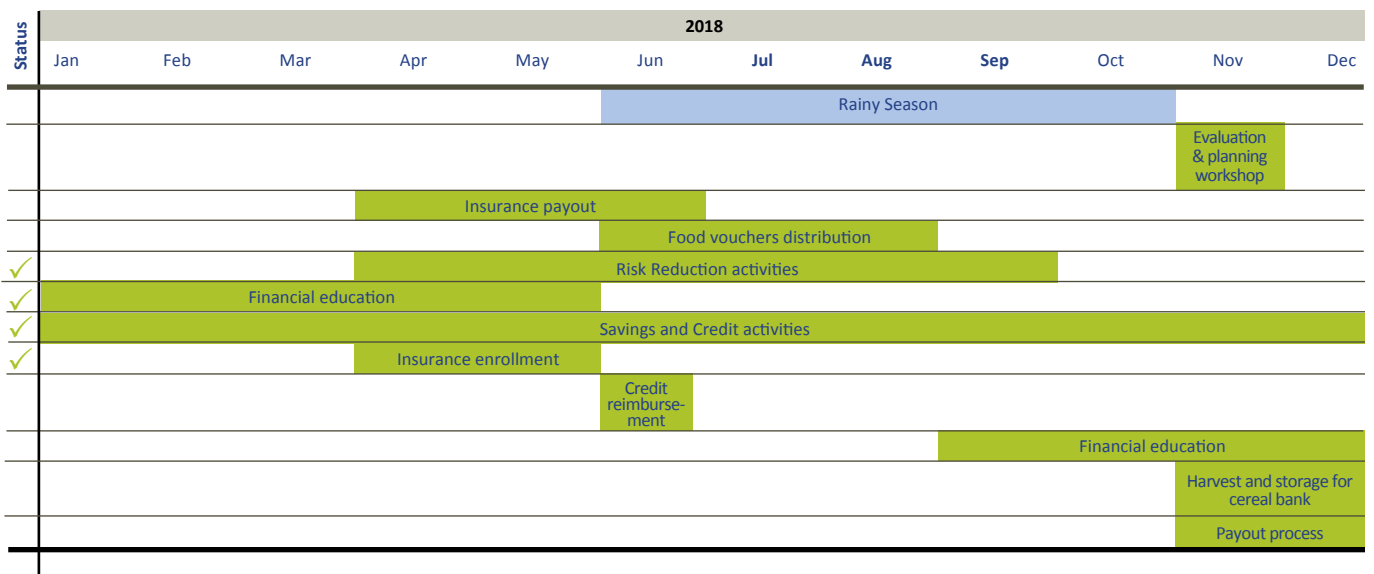 Status
2018
Jan Feb Mar Apr May Jun Jul Aug Sep Oct Nov Dec
Rainy Season
Evaluation
& planning
workshop
Insurance payout
Food vouchers distribution
Risk Reduction activities
Financial education
Savings and Credit activities
Insurance enrollment
Credit
reimburse-
ment
Financial education
Harvest and storage for
cereal bank
Payout process